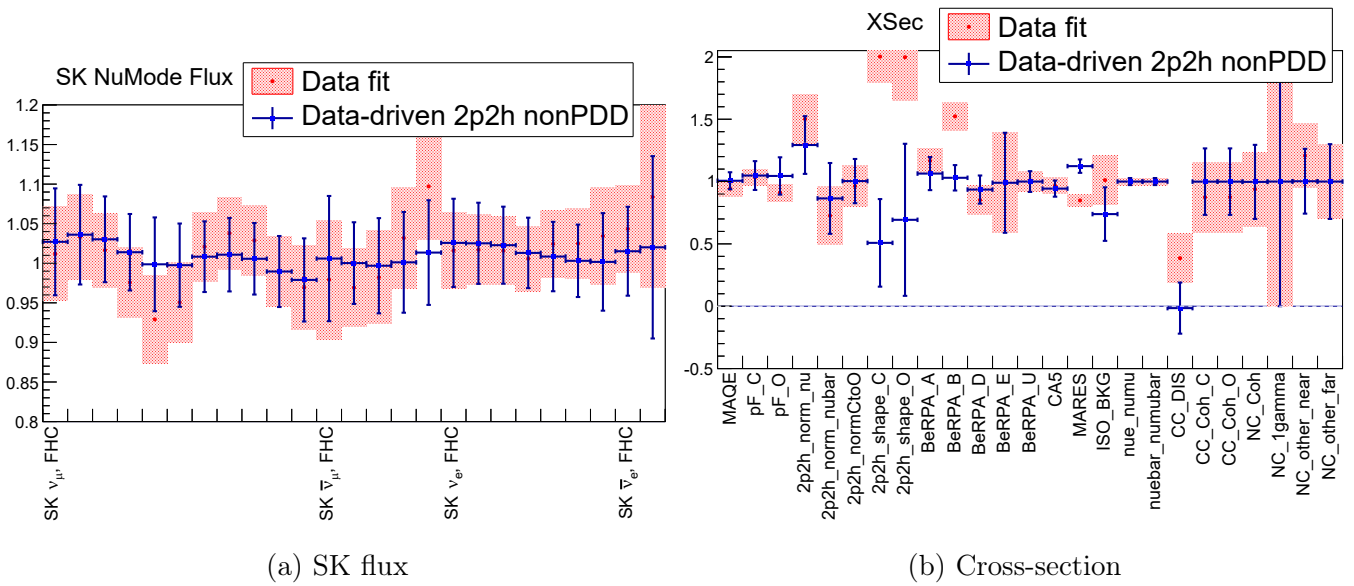 SK NuMode Flux
Data fit
Data-driven 2p2h nonPDD
1.2
1.15
1.1
1.05
1
0.95
0.9
0.85
0.8
SK ν_μ, FHC
SK ν̄_μ, FHC
SK ν_e, FHC
SK ν̄_e, FHC
(a) SK flux
XSec
Data fit
Data-driven 2p2h nonPDD
2
1.5
1
0.5
0
-0.5
MAQE
pF_C
pF_O
2p2h_norm_nu
2p2h_norm_nubar
2p2h_normCtoO
2p2h_shape_C
2p2h_shape_O
BeRPA_A
BeRPA_B
BeRPA_D
BeRPA_E
BeRPA_U
CA5
MARES
ISO_BKG
nue_numu
nuebar_numubar
CC_DIS
CC_Coh_C
CC_Coh_O
NC_Coh
NC_1gamma
NC_other_near
NC_other_far
(b) Cross-section